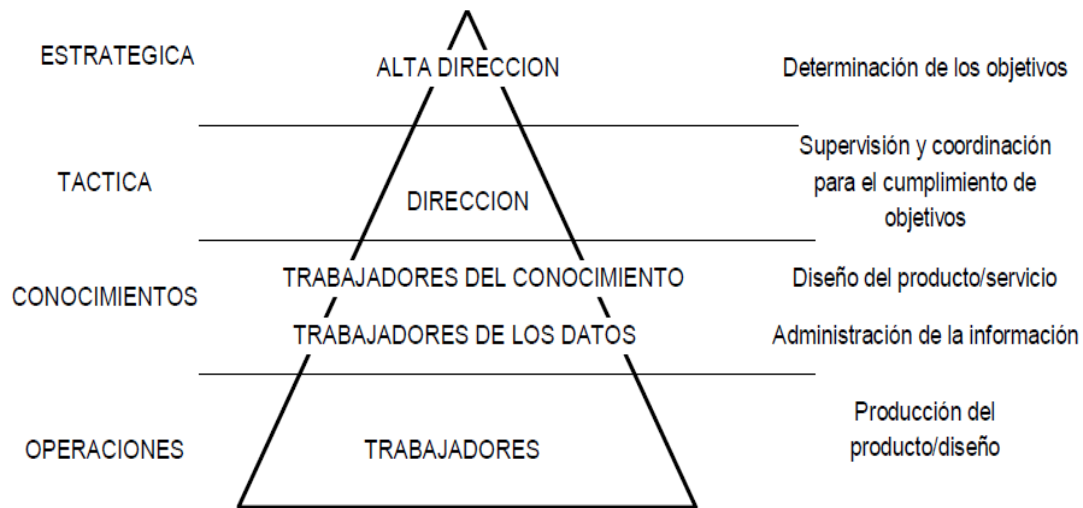 ESTRATEGICA
ALTA DIRECCION
Determinación de los objetivos
TACTICA
DIRECCION
Supervisión y coordinación
para el cumplimiento de
objetivos
CONOCIMIENTOS
TRABAJADORES DEL CONOCIMIENTO
Diseño del producto/servicio
TRABAJADORES DE LOS DATOS
Administración de la información
OPERACIONES
TRABAJADORES
Producción del
producto/diseño